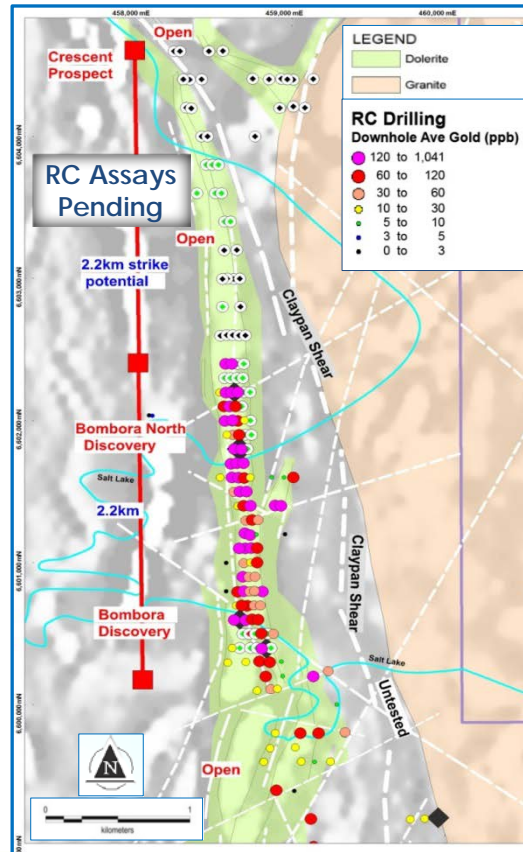 458,000 mE
459,000 mE
460,000 mE
Open
Crescent
Prospect
LEGEND
Dolerite
Granite
RC Drilling
Downhole Ave Gold (ppb)
120 to 1,041
60 to 120
30 to 60
10 to 30
5 to 10
3 to 5
0 to 3
6,604,000 mN
RC Assays
Pending
Open
2.2km strike
potential
6,603,000 mN
Claypan Shear
6,602,000 mN
Bombora North
Discovery
Salt Lake
2.2km
6,601,000 mN
Claypan Shear
Bombora
Discovery
Salt Lake
6,600,000 mN
Untested
Open
N
0
1
kilometers